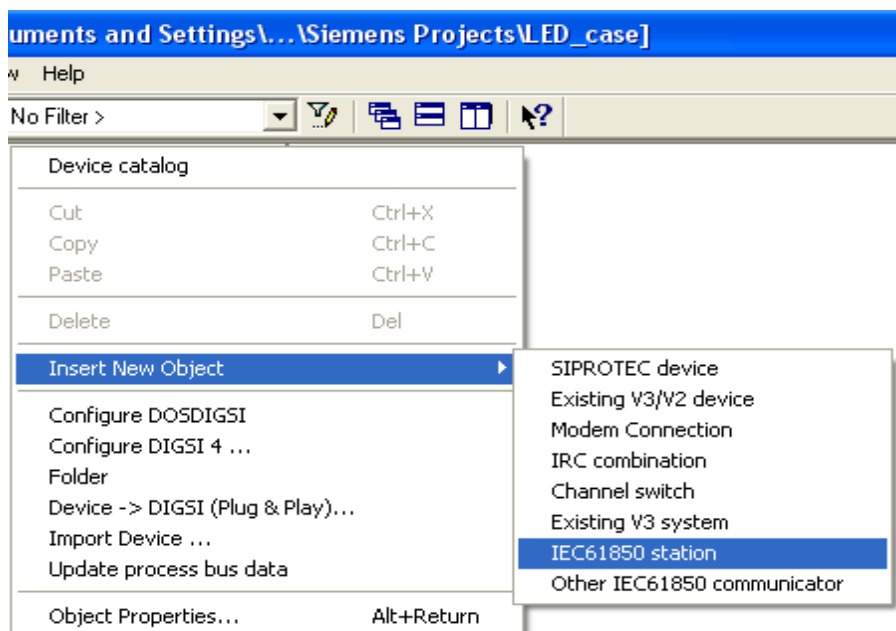 uments and Settings\...\Siemens Projects\LED_case]
w Help
No Filter >
Device catalog
Cut Ctrl+X
Copy Ctrl+C
Paste Ctrl+V
Delete Del
Insert New Object
Configure DOSDIGSI
Configure DIGSI 4 ...
Folder
Device -> DIGSI (Plug & Play)...
Import Device ...
Update process bus data
Object Properties... Alt+Return
SIPROTEC device
Existing V3/V2 device
Modem Connection
IRC combination
Channel switch
Existing V3 system
IEC61850 station
Other IEC61850 communicator